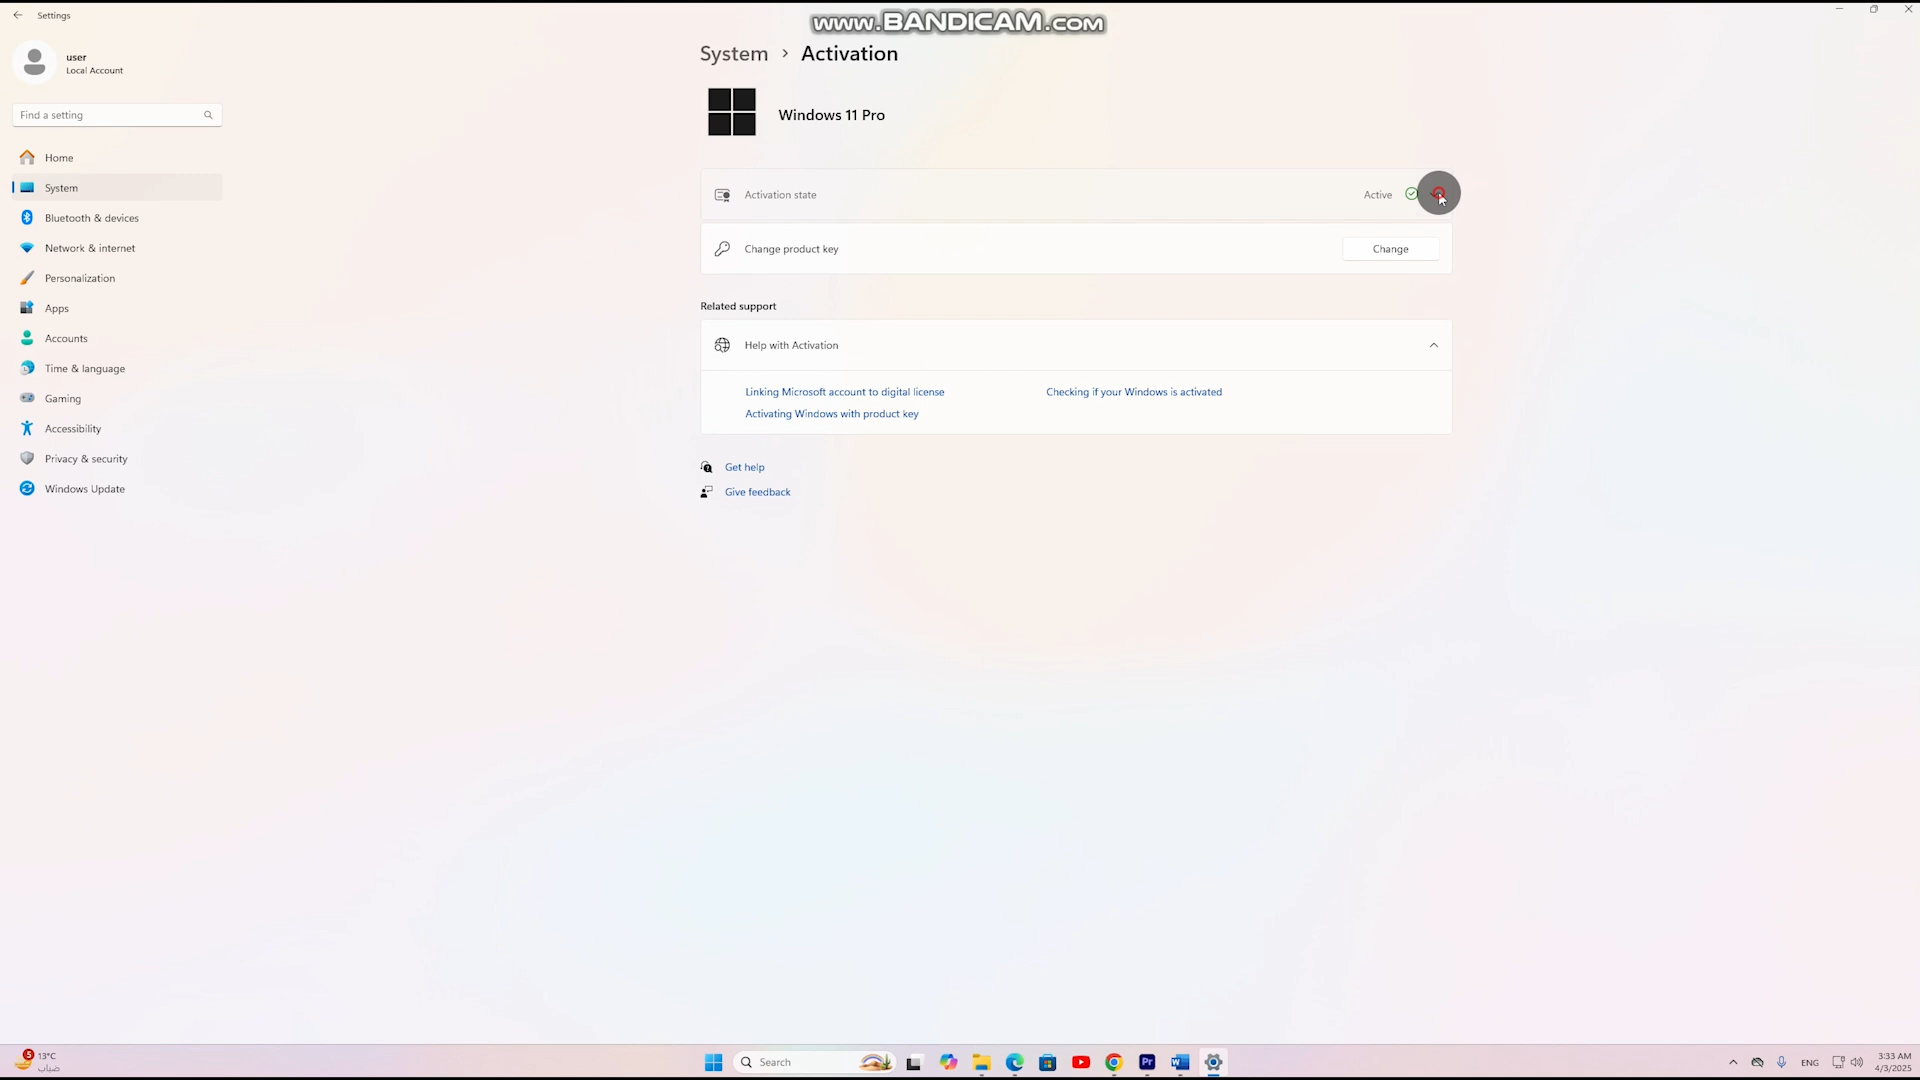 Settings
www.BANDICAM.com
user
Local Account
Find a setting
Home
System
Bluetooth & devices
Network & internet
Personalization
Apps
Accounts
Time & language
Gaming
Accessibility
Privacy & security
Windows Update
System > Activation
Windows 11 Pro
Activation state
Active
Change product key
Change
Related support
Help with Activation
Linking Microsoft account to digital license
Checking if your Windows is activated
Activating Windows with product key
Get help
Give feedback
5
13°C
ضباب
Search
Pr
W
ENG
3:33 AM
4/3/2025